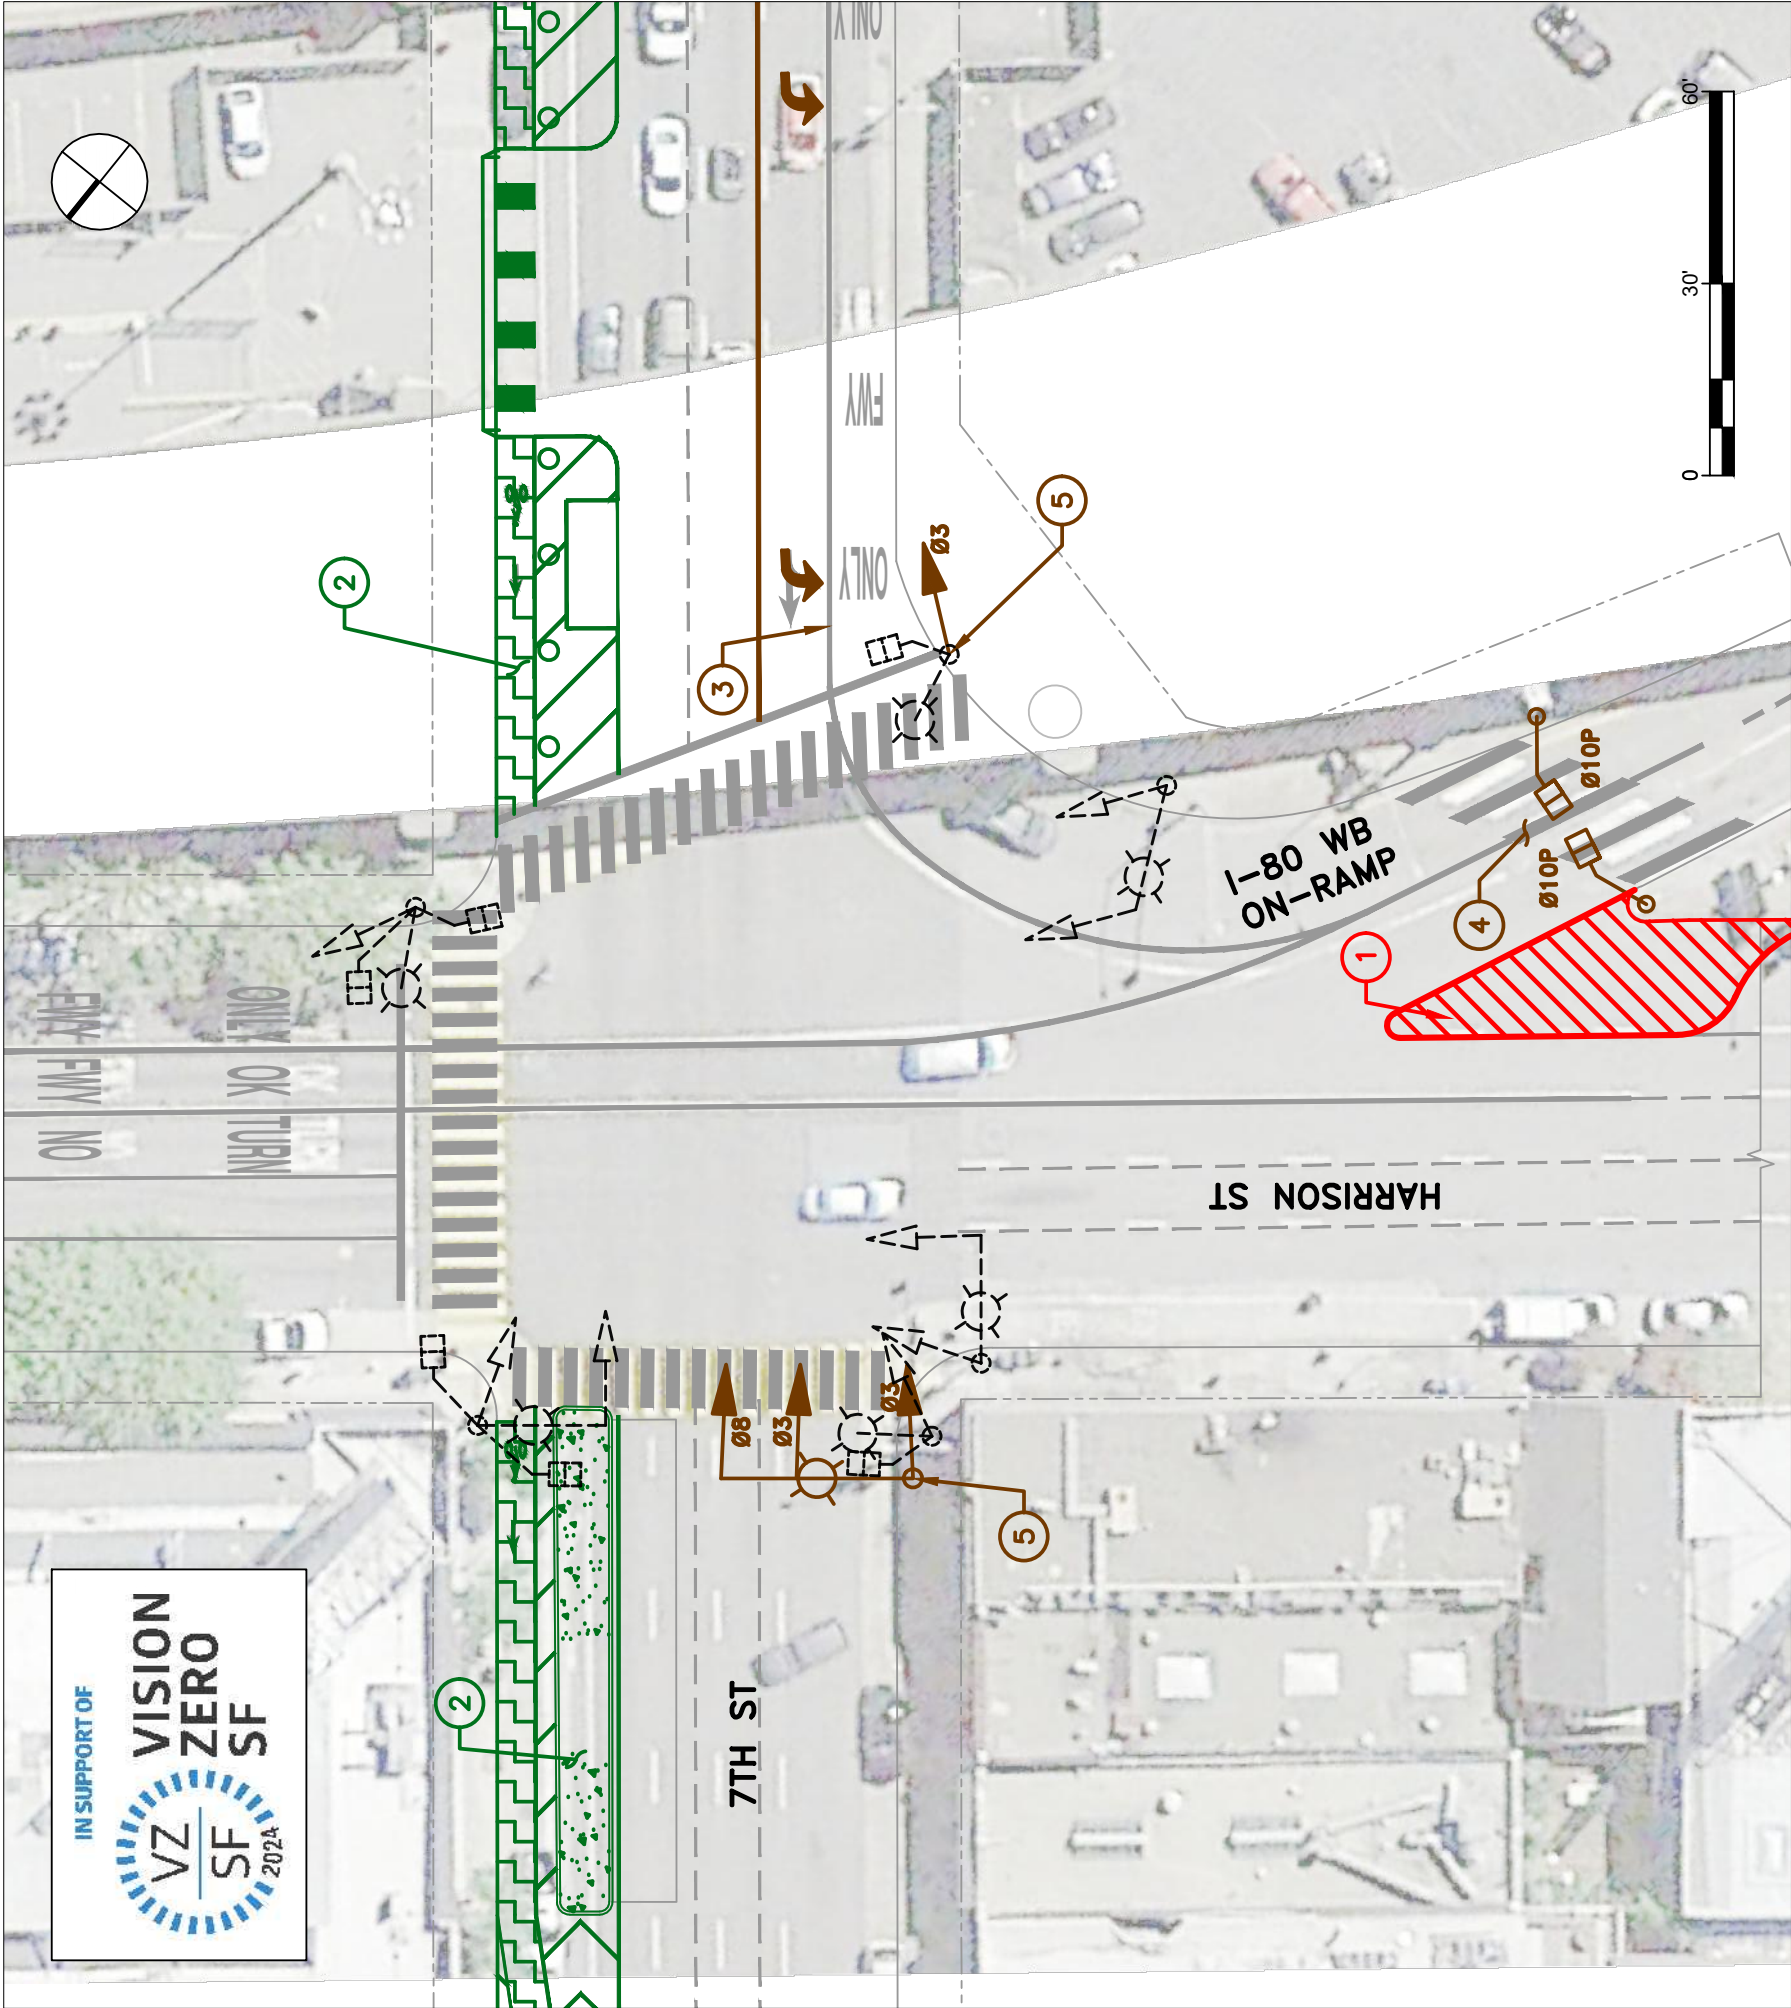 ONLY
60'
30'
0
FWY
5
Ø3
2
ONLY
3
Ø10P
I-80 WB
ON-RAMP
Ø10P
4
1
ONLY OK TURN
FWY FWY NO
HARRISON ST
Ø8
Ø3
Ø3
5
2
7TH ST
IN SUPPORT OF
VISION
ZERO
SF
VZ
SF
2024